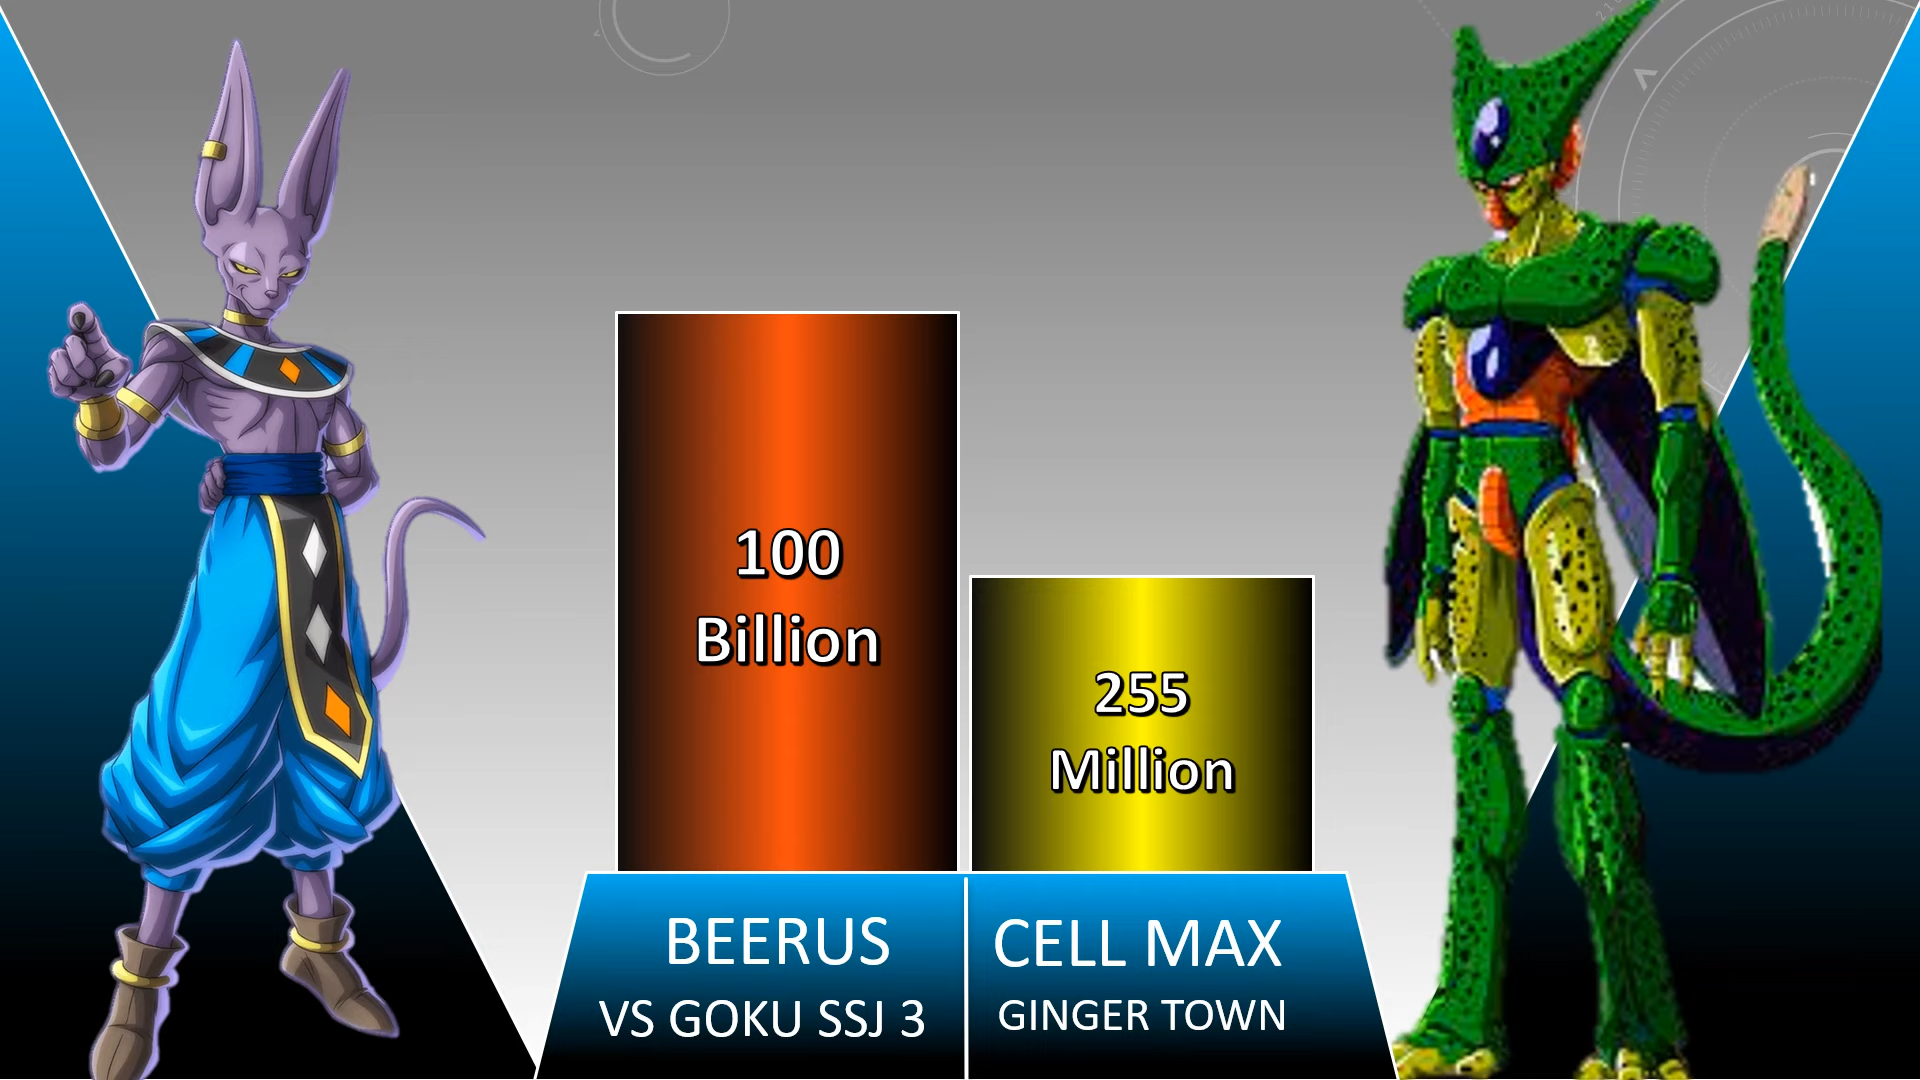 100
Billion
255
Million
BEERUS
VS GOKU SSJ 3
CELL MAX
GINGER TOWN